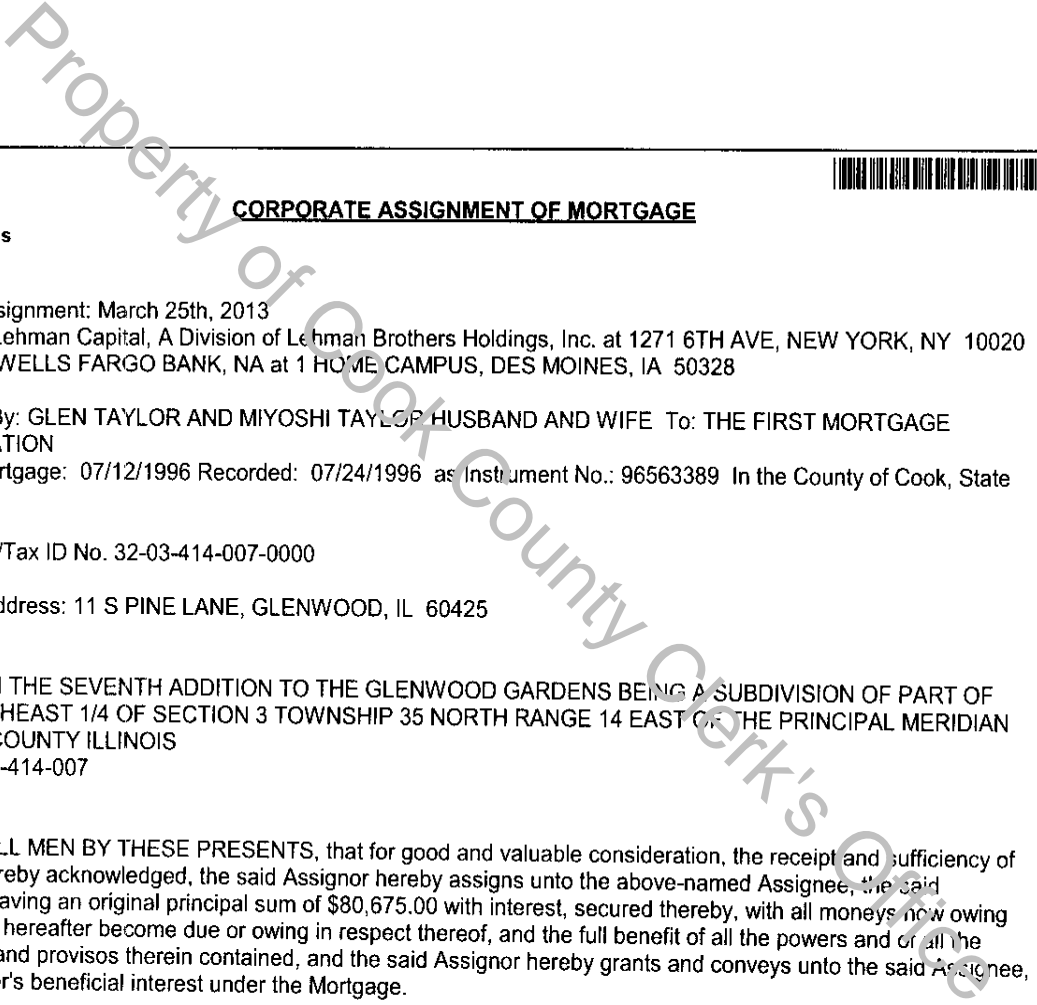 Property of Cook County Clerk's Office
CORPORATE ASSIGNMENT OF MORTGAGE
s
signment: March 25th, 2013
ehman Capital, A Division of Lehman Brothers Holdings, Inc. at 1271 6TH AVE, NEW YORK, NY 10020
WELLS FARGO BANK, NA at 1 HOME CAMPUS, DES MOINES, IA 50328
By: GLEN TAYLOR AND MIYOSHI TAYLOR HUSBAND AND WIFE To: THE FIRST MORTGAGE
ATION
rtgage: 07/12/1996 Recorded: 07/24/1996 as Instrument No.: 96563389 In the County of Cook, State
/Tax ID No. 32-03-414-007-0000
ddress: 11 S PINE LANE, GLENWOOD, IL 60425
THE SEVENTH ADDITION TO THE GLENWOOD GARDENS BEING A SUBDIVISION OF PART OF
HEAST 1/4 OF SECTION 3 TOWNSHIP 35 NORTH RANGE 14 EAST OF THE PRINCIPAL MERIDIAN
COUNTY ILLINOIS
-414-007
LL MEN BY THESE PRESENTS, that for good and valuable consideration, the receipt and sufficiency of
reby acknowledged, the said Assignor hereby assigns unto the above-named Assignee, the said
aving an original principal sum of $80,675.00 with interest, secured thereby, with all moneys now owing
hereafter become due or owing in respect thereof, and the full benefit of all the powers and of all the
and provisos therein contained, and the said Assignor hereby grants and conveys unto the said Assignee,
r's beneficial interest under the Mortgage.